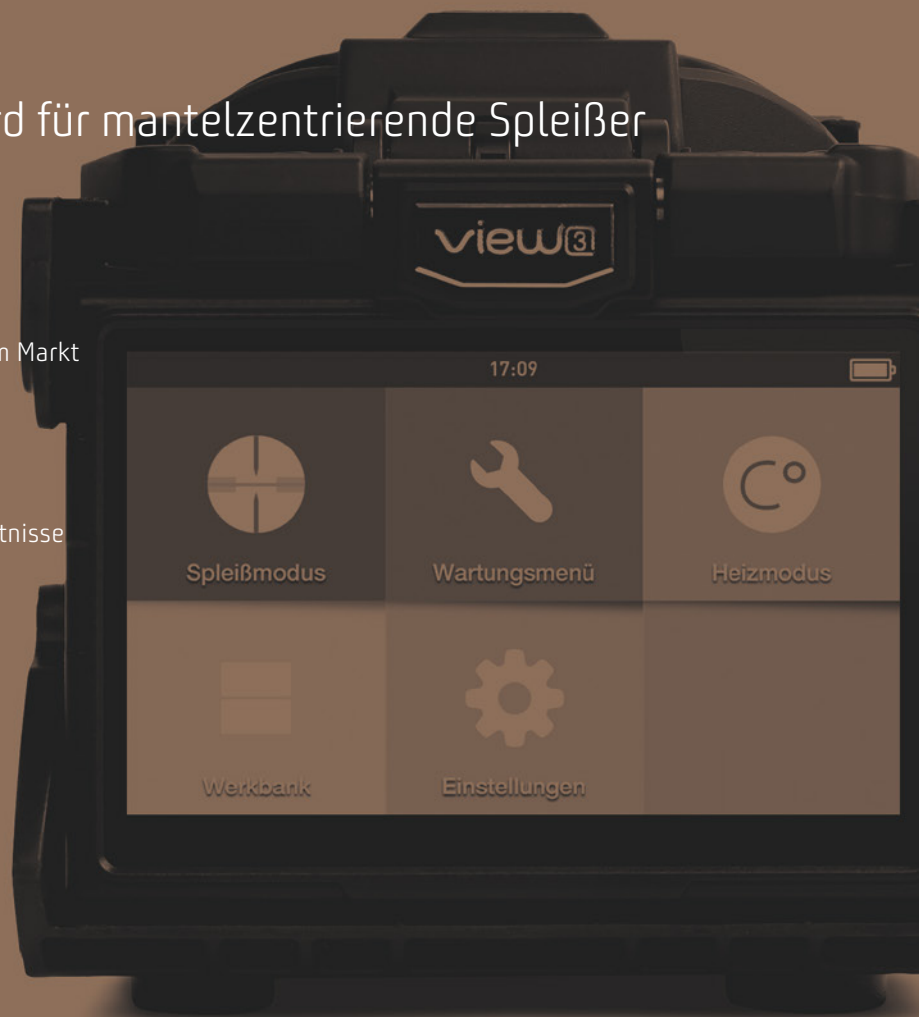 rd für mantelzentrierende Spleißer
view3
m Markt
17:09
tnisse
Spleißmodus Wartungsmenü Heizmodus
Werkbank Einstellungen